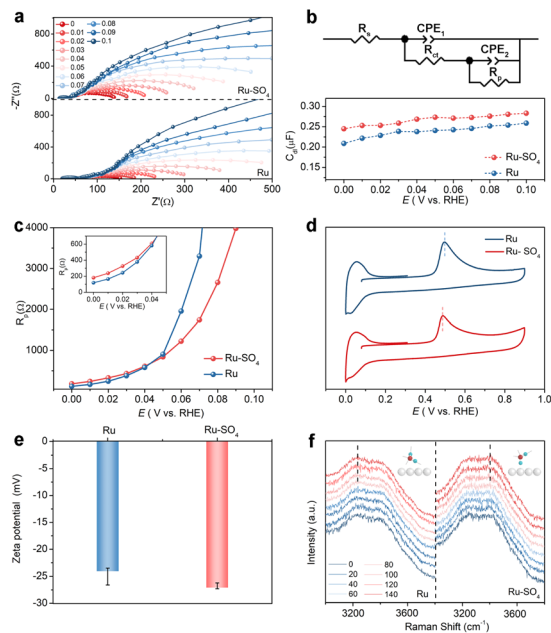 a
0
0.01
0.02
0.03
0.04
0.05
0.06
0.07
0.08
0.09
0.1
Ru-SO4
Ru
-Z''(Ω)
800
600
400
200
0
800
600
400
200
0
0 100 200 300 400 500
Z'(Ω)
b
Rs
CPE1
Rct
CPE2
Rp
Cdl(μF)
0.30
0.25
0.20
0.15
0.10
Ru-SO4
Ru
0.00 0.02 0.04 0.06 0.08 0.10
E ( V vs. RHE)
c
Rp(Ω)
4000
3000
2000
1000
Rp(Ω)
600
400
200
0
0.00 0.02 0.04
E ( V vs. RHE)
Ru-SO4
Ru
0.00 0.02 0.04 0.06 0.08 0.10
E ( V vs. RHE)
d
Ru
Ru- SO4
0.0 0.2 0.4 0.6 0.8 1.0
E ( V vs. RHE)
e
Ru
Ru-SO4
Zeta potential (mV)
0
-5
-10
-15
-20
-25
-30
f
Intensity (a.u.)
0
20
40
60
80
100
120
140
Ru
Ru-SO4
3200 3600 3200 3600
Raman Shift (cm-1)